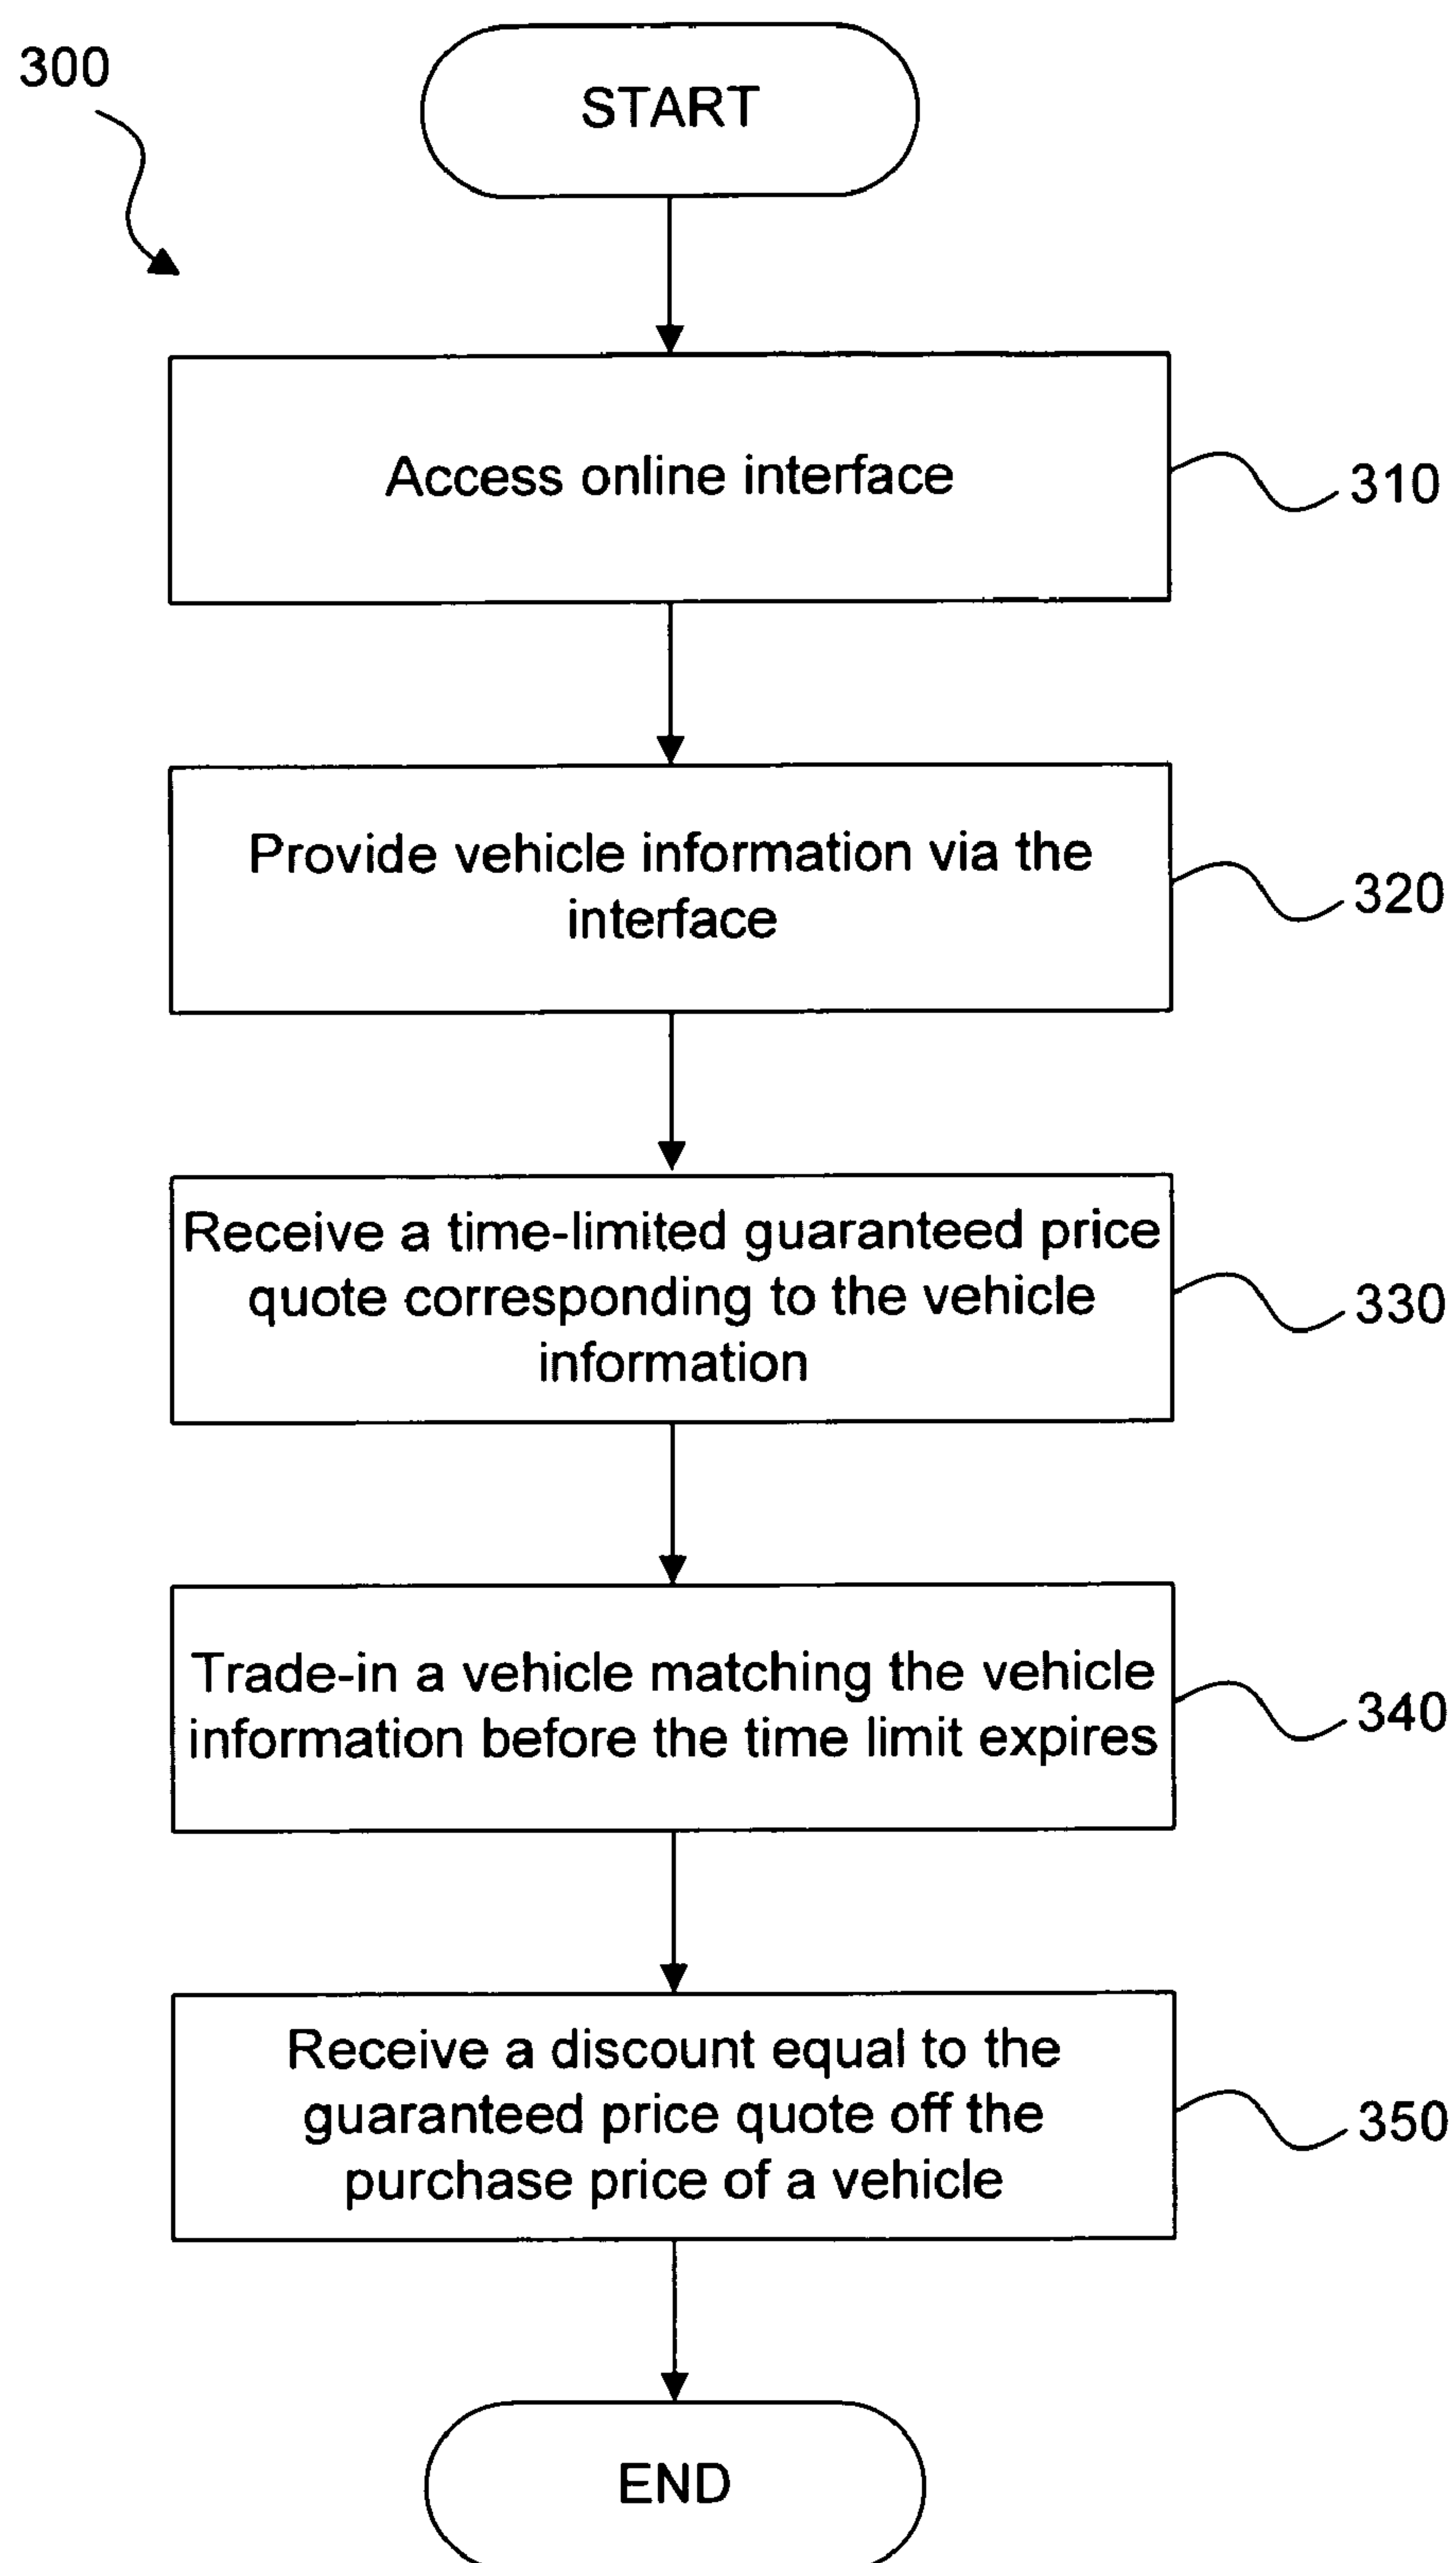 300
START
Access online interface
310
Provide vehicle information via the
interface
320
Receive a time-limited guaranteed price
quote corresponding to the vehicle
information
330
Trade-in a vehicle matching the vehicle
information before the time limit expires
340
Receive a discount equal to the
guaranteed price quote off the
purchase price of a vehicle
350
END